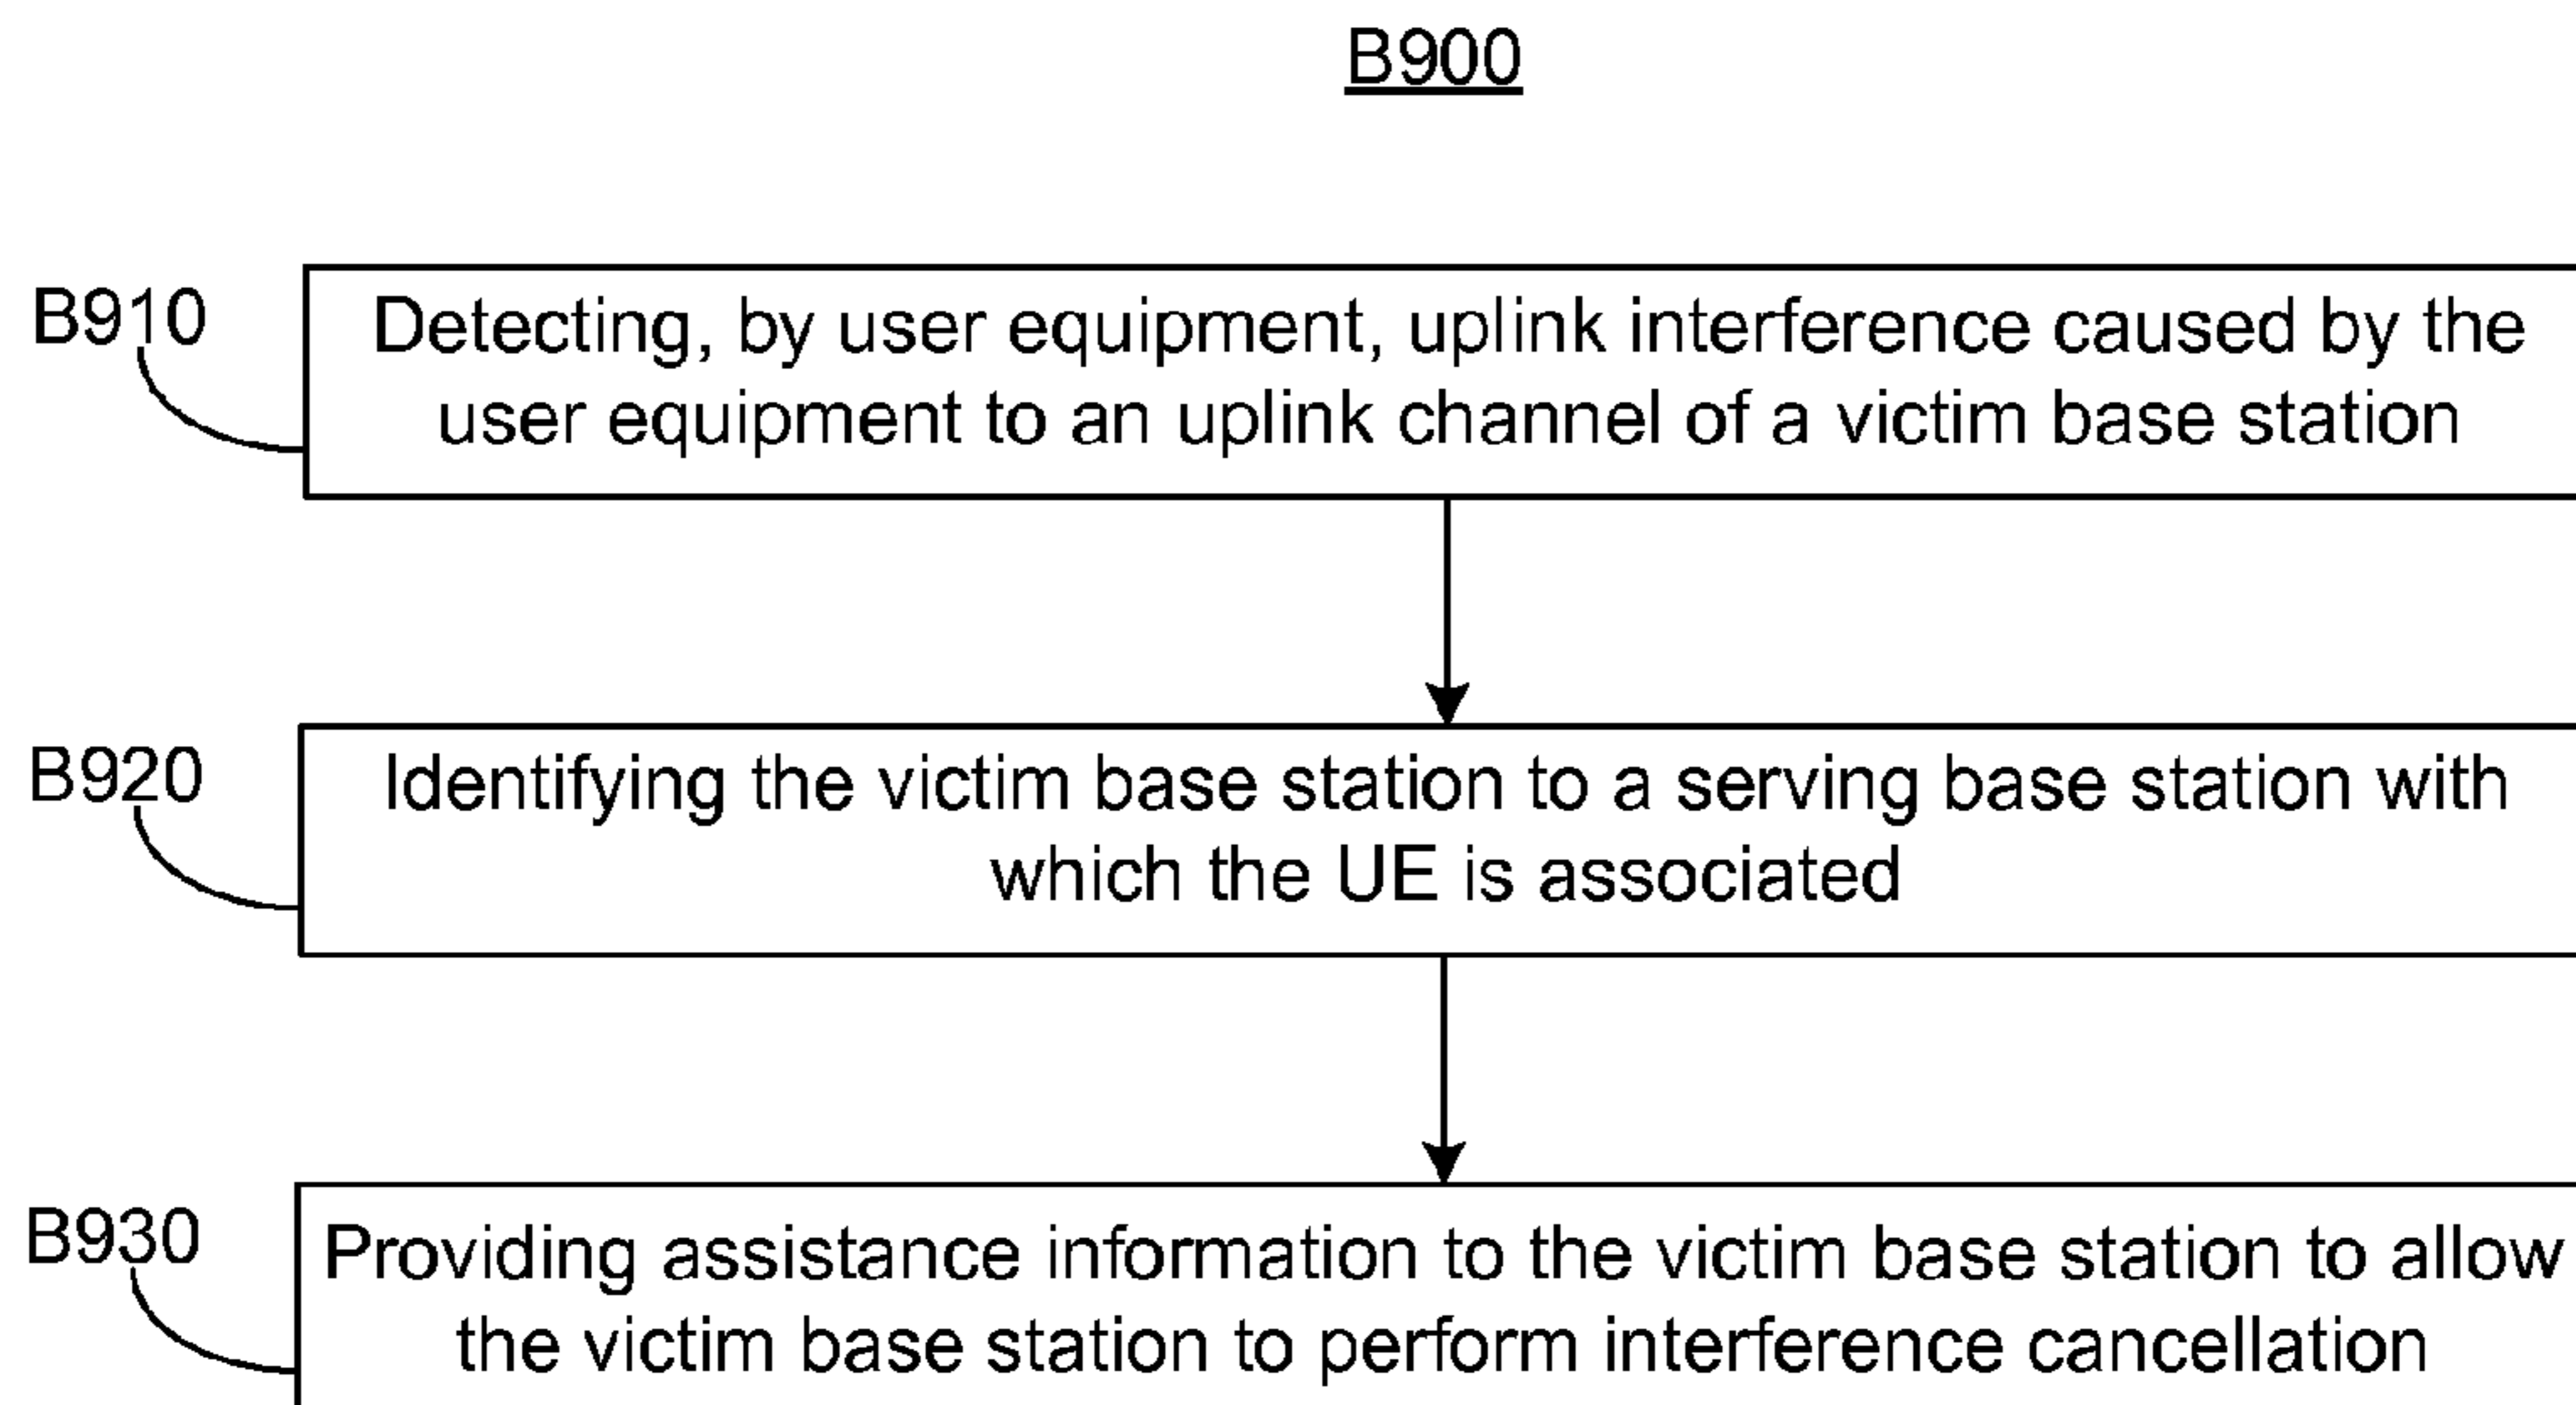 B900
B910
Detecting, by user equipment, uplink interference caused by the
user equipment to an uplink channel of a victim base station
B920
Identifying the victim base station to a serving base station with
which the UE is associated
B930
Providing assistance information to the victim base station to allow
the victim base station to perform interference cancellation